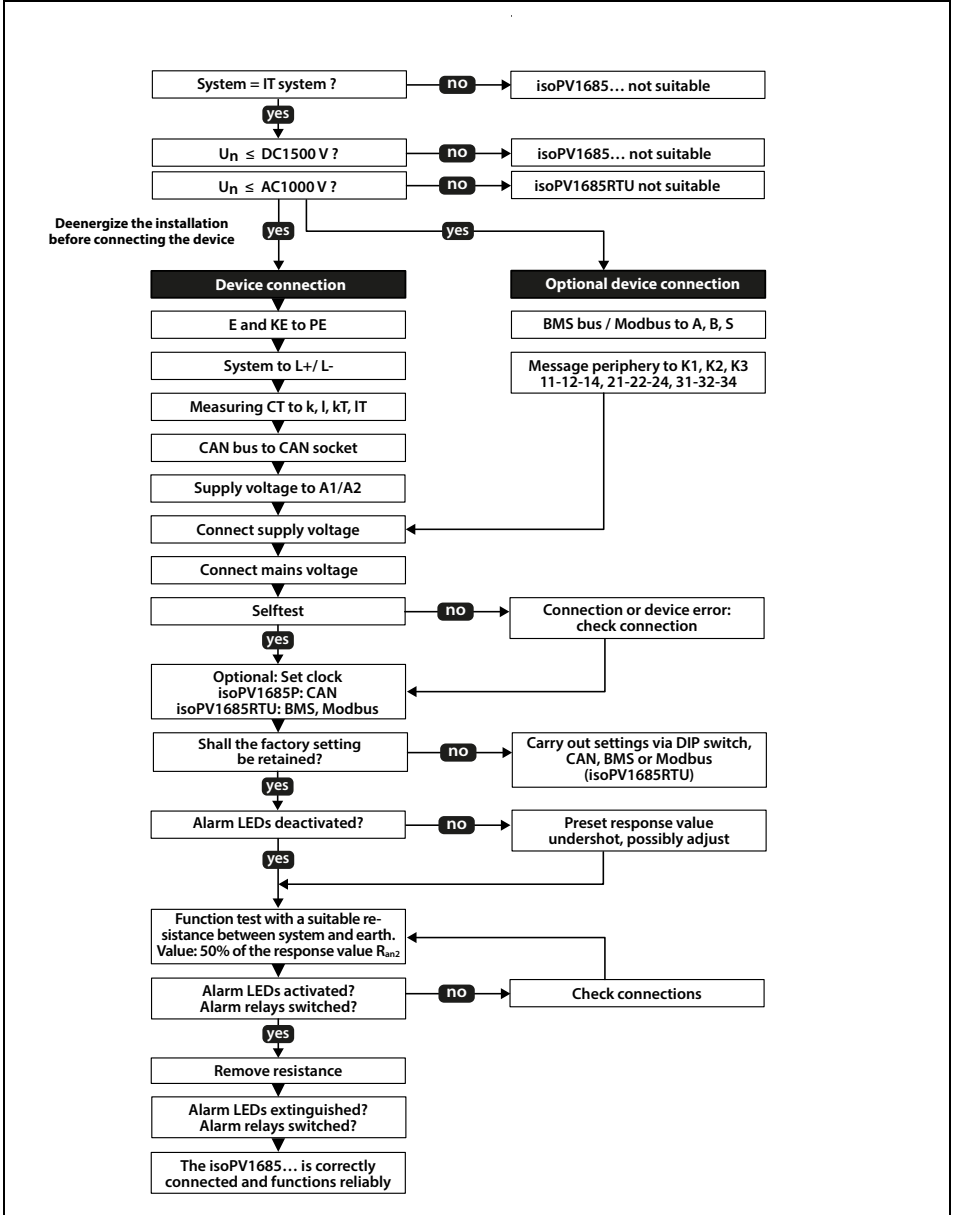 System = IT system ?
no
isoPV1685… not suitable
yes
Un ≤ DC1500 V ?
no
isoPV1685… not suitable
Un ≤ AC1000 V ?
no
isoPV1685RTU not suitable
Deenergize the installation
before connecting the device
yes
yes
Device connection
Optional device connection
E and KE to PE
BMS bus / Modbus to A, B, S
System to L+/ L-
Message periphery to K1, K2, K3
11-12-14, 21-22-24, 31-32-34
Measuring CT to k, l, kT, lT
CAN bus to CAN socket
Supply voltage to A1/A2
Connect supply voltage
Connect mains voltage
Selftest
no
Connection or device error:
check connection
yes
Optional: Set clock
isoPV1685P: CAN
isoPV1685RTU: BMS, Modbus
Shall the factory setting
be retained?
no
Carry out settings via DIP switch,
CAN, BMS or Modbus
(isoPV1685RTU)
yes
Alarm LEDs deactivated?
no
Preset response value
undershot, possibly adjust
yes
Function test with a suitable re-
sistance between system and earth.
Value: 50% of the response value Ran2
Alarm LEDs activated?
Alarm relays switched?
no
Check connections
yes
Remove resistance
Alarm LEDs extinguished?
Alarm relays switched?
The isoPV1685… is correctly
connected and functions reliably